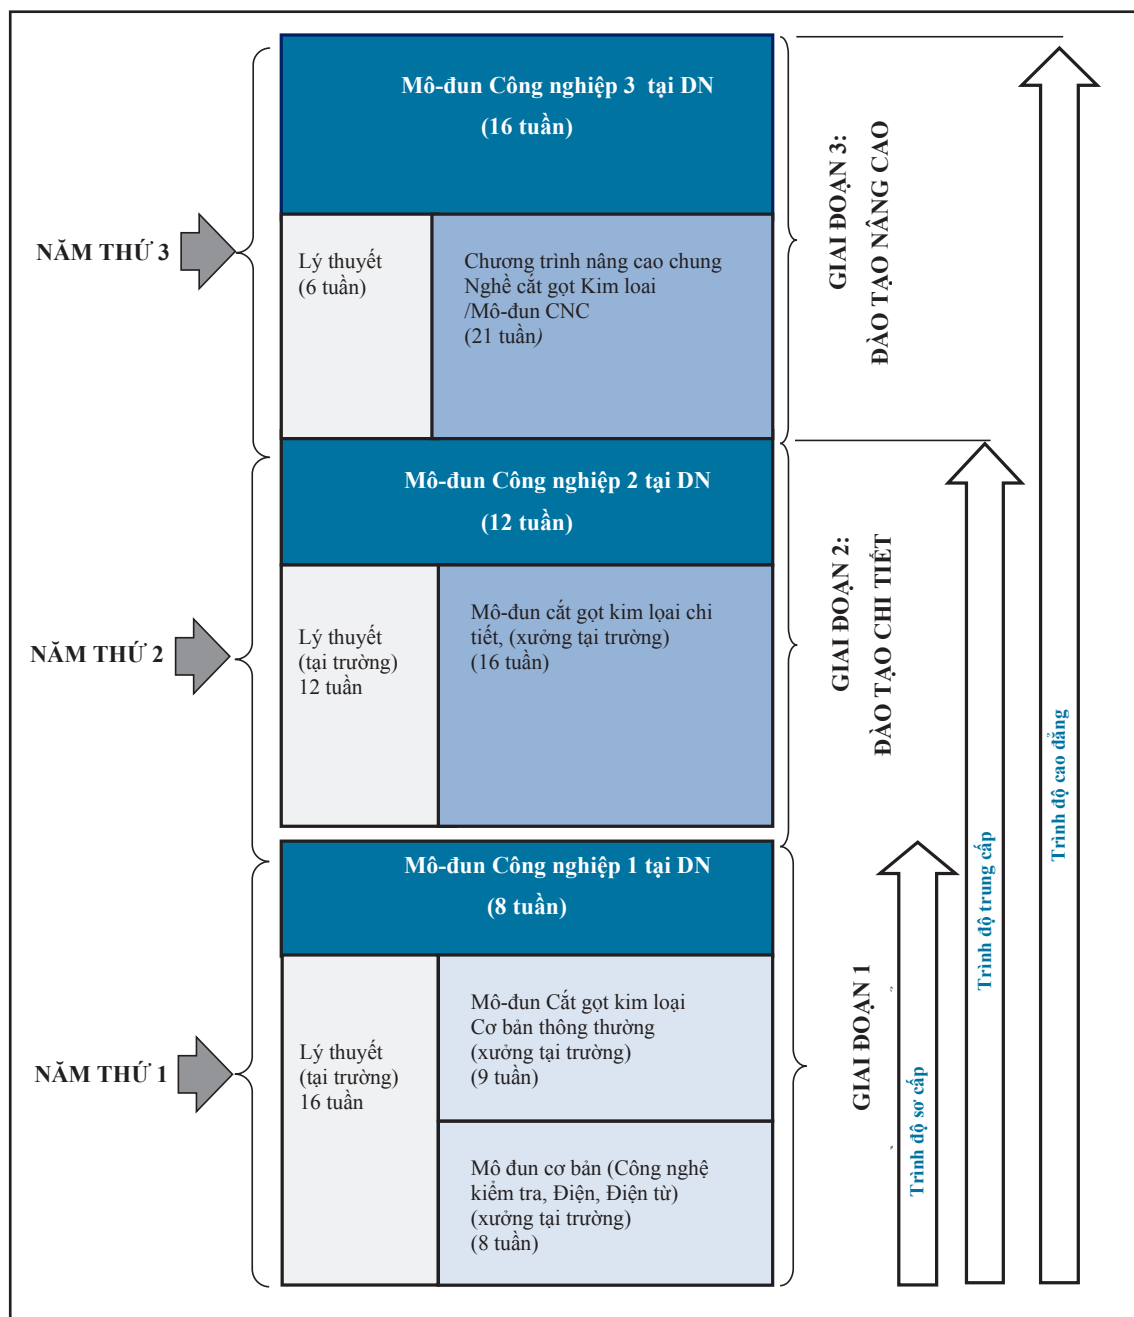 Mô-đun Công nghiệp 3 tại DN
(16 tuần)
NĂM THỨ 3
Lý thuyết
(6 tuần)
Chương trình nâng cao chung
Nghề cắt gọt Kim loai
/Mô-đun CNC
(21 tuần)
GIAI ĐOẠN 3:
ĐÀO TẠO NÂNG CAO
Mô-đun Công nghiệp 2 tại DN
(12 tuần)
NĂM THỨ 2
Lý thuyết
(tại trường)
12 tuần
Mô-đun cắt gọt kim lọai chi
tiết, (xưởng tại trường)
(16 tuần)
GIAI ĐOẠN 2:
ĐÀO TẠO CHI TIẾT
Mô-đun Công nghiệp 1 tại DN
(8 tuần)
NĂM THỨ 1
Lý thuyết
(tại trường)
16 tuần
Mô-đun Cắt gọt kim loại
Cơ bản thông thường
(xưởng tại trường)
(9 tuần)
Mô đun cơ bản (Công nghệ
kiểm tra, Điện, Điện từ)
(xưởng tại trường)
(8 tuần)
GIAI ĐOẠN 1
Trình độ sơ cấp
Trình độ trung cấp
Trình độ cao đẳng